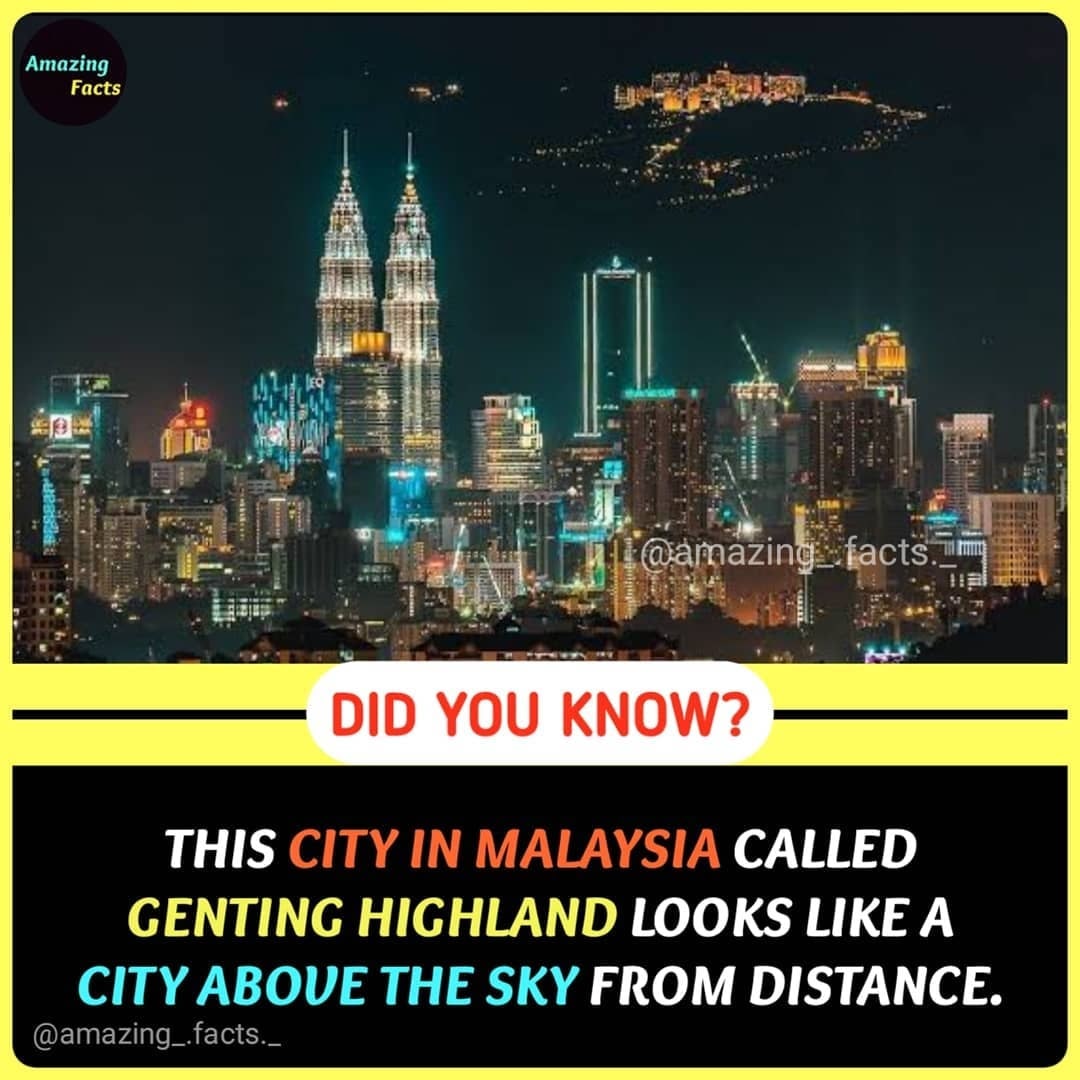 Amazing
Facts
@amazing_.facts._
DID YOU KNOW?
THIS CITY IN MALAYSIA CALLED
GENTING HIGHLAND LOOKS LIKE A
CITY ABOVE THE SKY FROM DISTANCE.
@amazing_.facts._